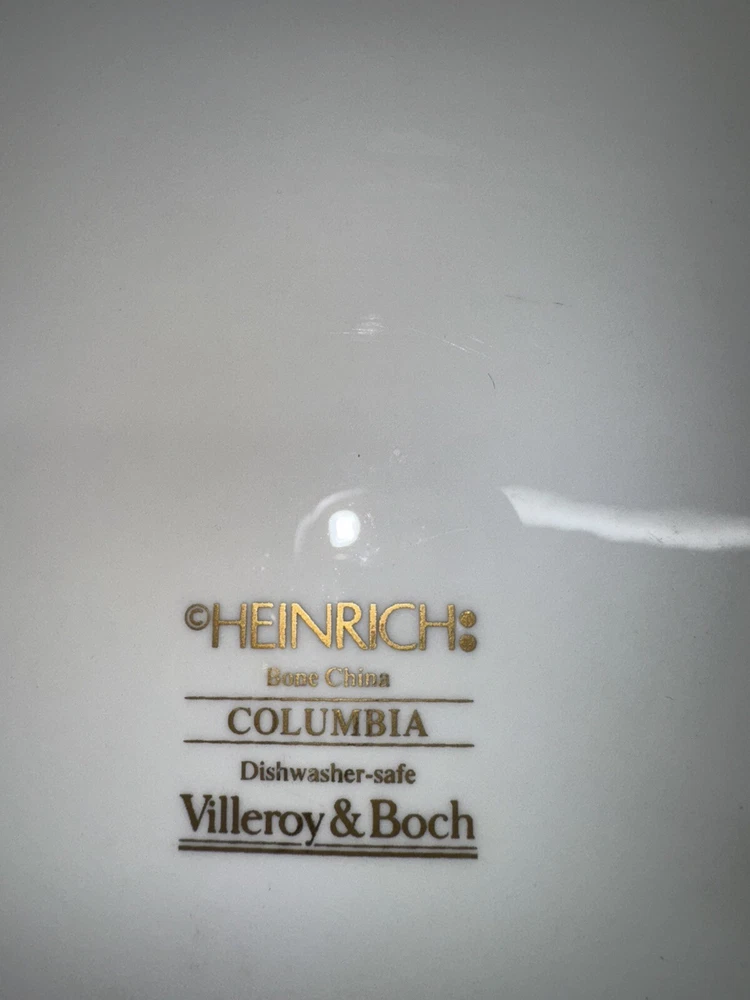 ©HEINRICH:
Bone China
COLUMBIA
Dishwasher-safe
Villeroy & Boch